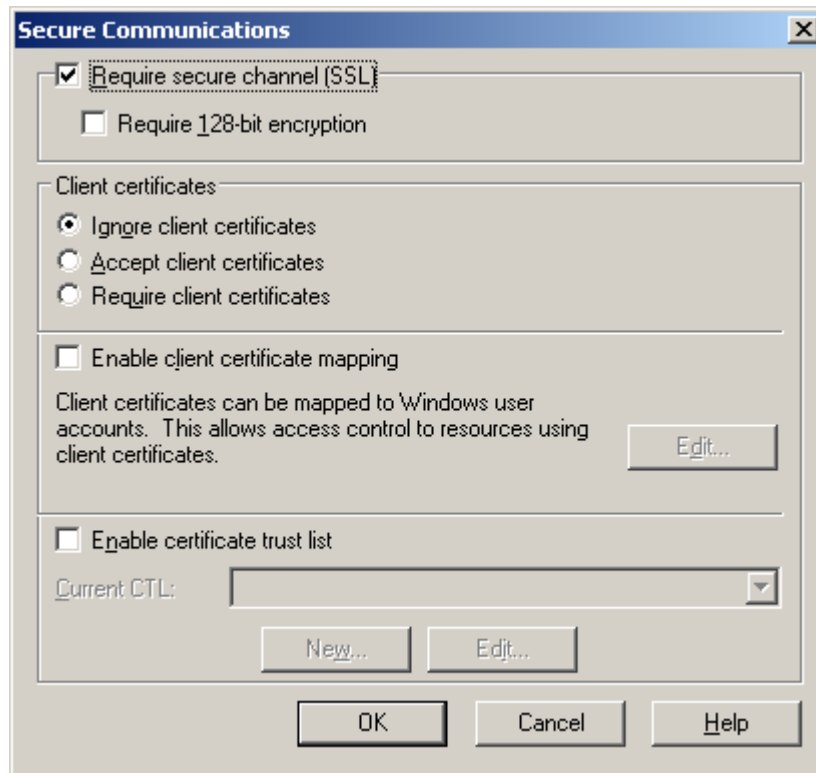 Secure Communications
Require secure channel (SSL)
Require 128-bit encryption
Client certificates
Ignore client certificates
Accept client certificates
Require client certificates
Enable client certificate mapping
Client certificates can be mapped to Windows user
accounts. This allows access control to resources using
client certificates.
Edit...
Enable certificate trust list
Current CTL:
New... Edit...
OK Cancel Help